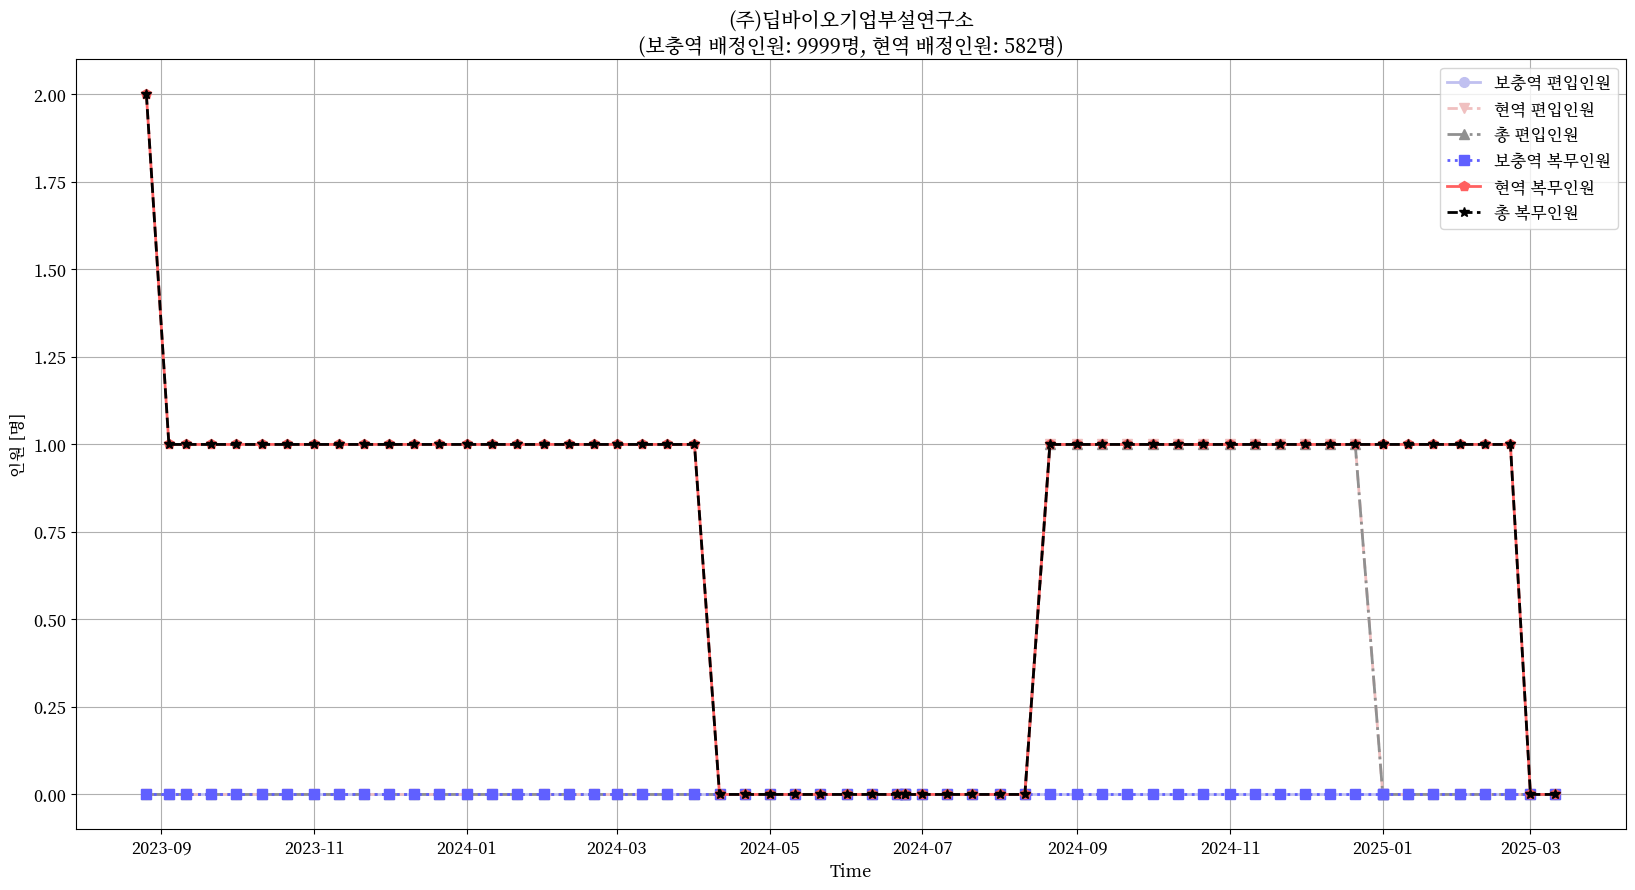 (주)딥바이오기업부설연구소
(보충역 배정인원: 9999명, 현역 배정인원: 582명)
보충역 편입인원
현역 편입인원
총 편입인원
보충역 복무인원
현역 복무인원
총 복무인원
2.00
1.75
1.50
1.25
1.00
0.75
0.50
0.25
0.00
인원 [명]
2023-09
2023-11
2024-01
2024-03
2024-05
2024-07
2024-09
2024-11
2025-01
2025-03
Time